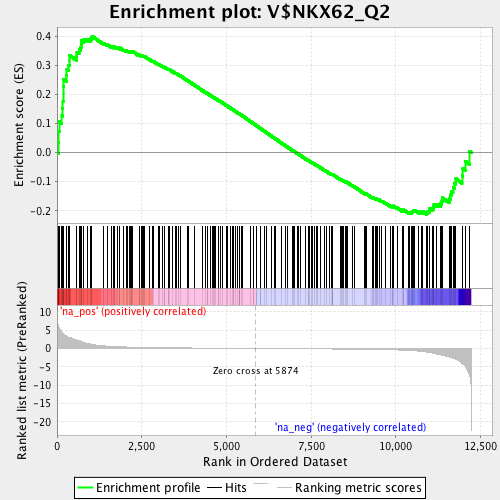 Enrichment plot: V$NKX62_Q2
Enrichment score (ES)
0.4
0.3
0.2
0.1
0.0
-0.1
-0.2
'na_pos' (positively correlated)
Ranked list metric (PreRanked)
10
5
0
-5
-10
-15
-20
Zero cross at 5874
'na_neg' (negatively correlated)
0
2,500
5,000
7,500
10,000
12,500
Rank in Ordered Dataset
Enrichment profile
Hits
Ranking metric scores